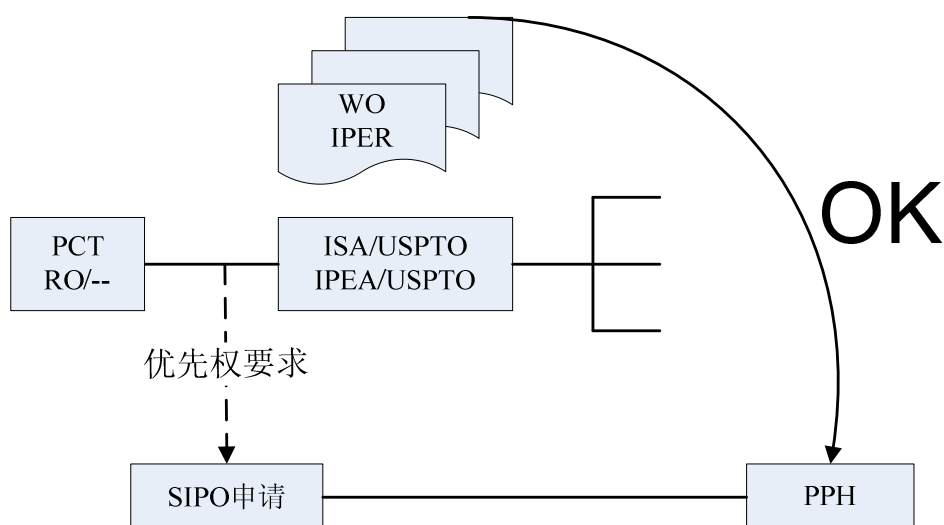 WO
IPER
OK
PCT
RO/--
ISA/USPTO
IPEA/USPTO
优先权要求
SIPO申请
PPH